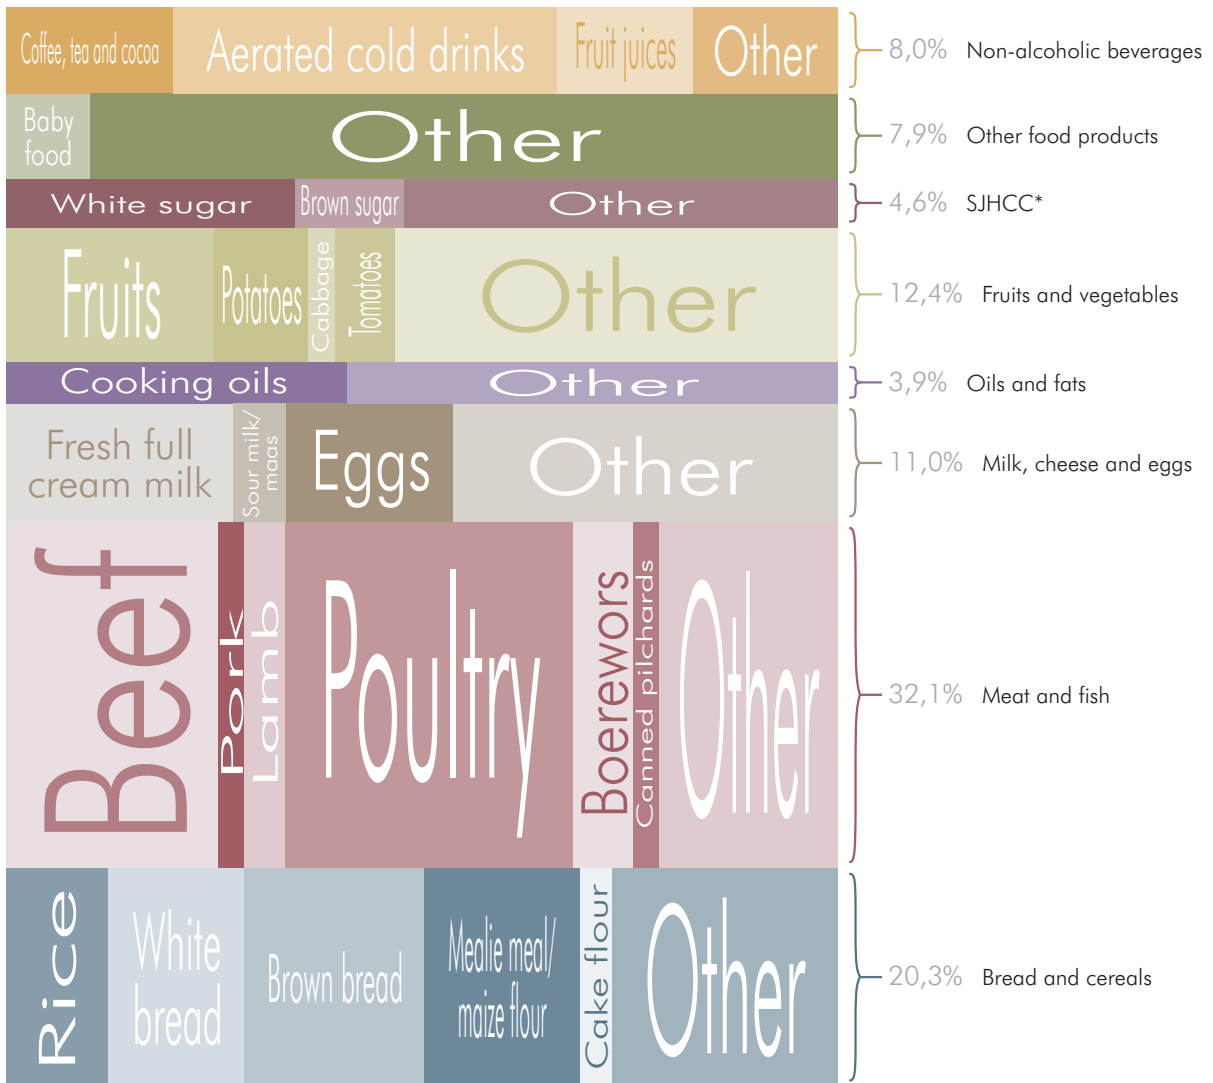 Coffee, tea and cocoa
Aerated cold drinks
Fruit juices
Other
8,0% Non-alcoholic beverages
Baby
food
Other
7,9% Other food products
White sugar
Brown sugar
Other
4,6% SJHCC*
Fruits
Potatoes
Cabbage
Tomatoes
Other
12,4% Fruits and vegetables
Cooking oils
Other
3,9% Oils and fats
Fresh full
cream milk
Sour milk/
maas
Eggs
Other
11,0% Milk, cheese and eggs
Beef
Pork
Lamb
Poultry
Boerewors
Canned pilchards
Other
32,1% Meat and fish
Rice
White
bread
Brown bread
Mealie meal/
maize flour
Cake flour
Other
20,3% Bread and cereals